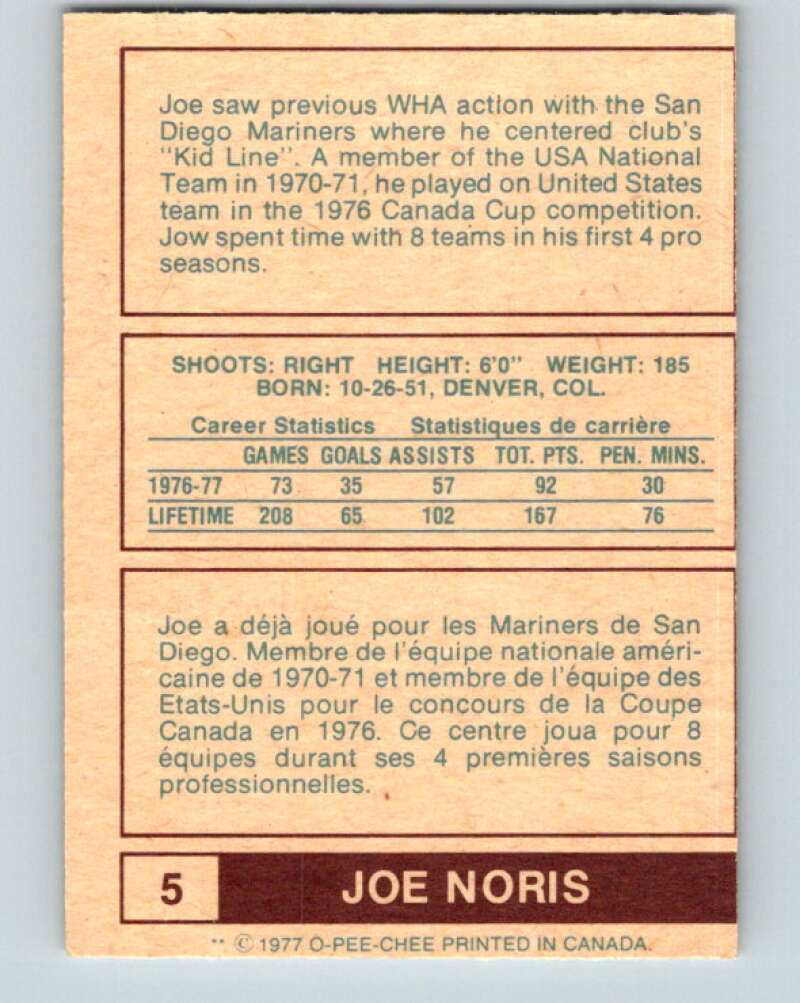 Joe saw previous WHA action with the San
Diego Mariners where he centered club's
"Kid Line". A member of the USA National
Team in 1970-71, he played on United States
team in the 1976 Canada Cup competition.
Jow spent time with 8 teams in his first 4 pro
seasons.
SHOOTS: RIGHT HEIGHT: 6'0" WEIGHT: 185
BORN: 10-26-51, DENVER, COL.
Career Statistics Statistiques de carrière
GAMES GOALS ASSISTS TOT. PTS. PEN. MINS.
1976-77 73 35 57 92 30
LIFETIME 208 65 102 167 76
Joe a déjà joué pour les Mariners de San
Diego. Membre de l'équipe nationale améri-
caine de 1970-71 et membre de l'équipe des
Etats-Unis pour le concours de la Coupe
Canada en 1976. Ce centre joua pour 8
équipes durant ses 4 premières saisons
professionnelles.
5 JOE NORIS
** © 1977 O-PEE-CHEE PRINTED IN CANADA.